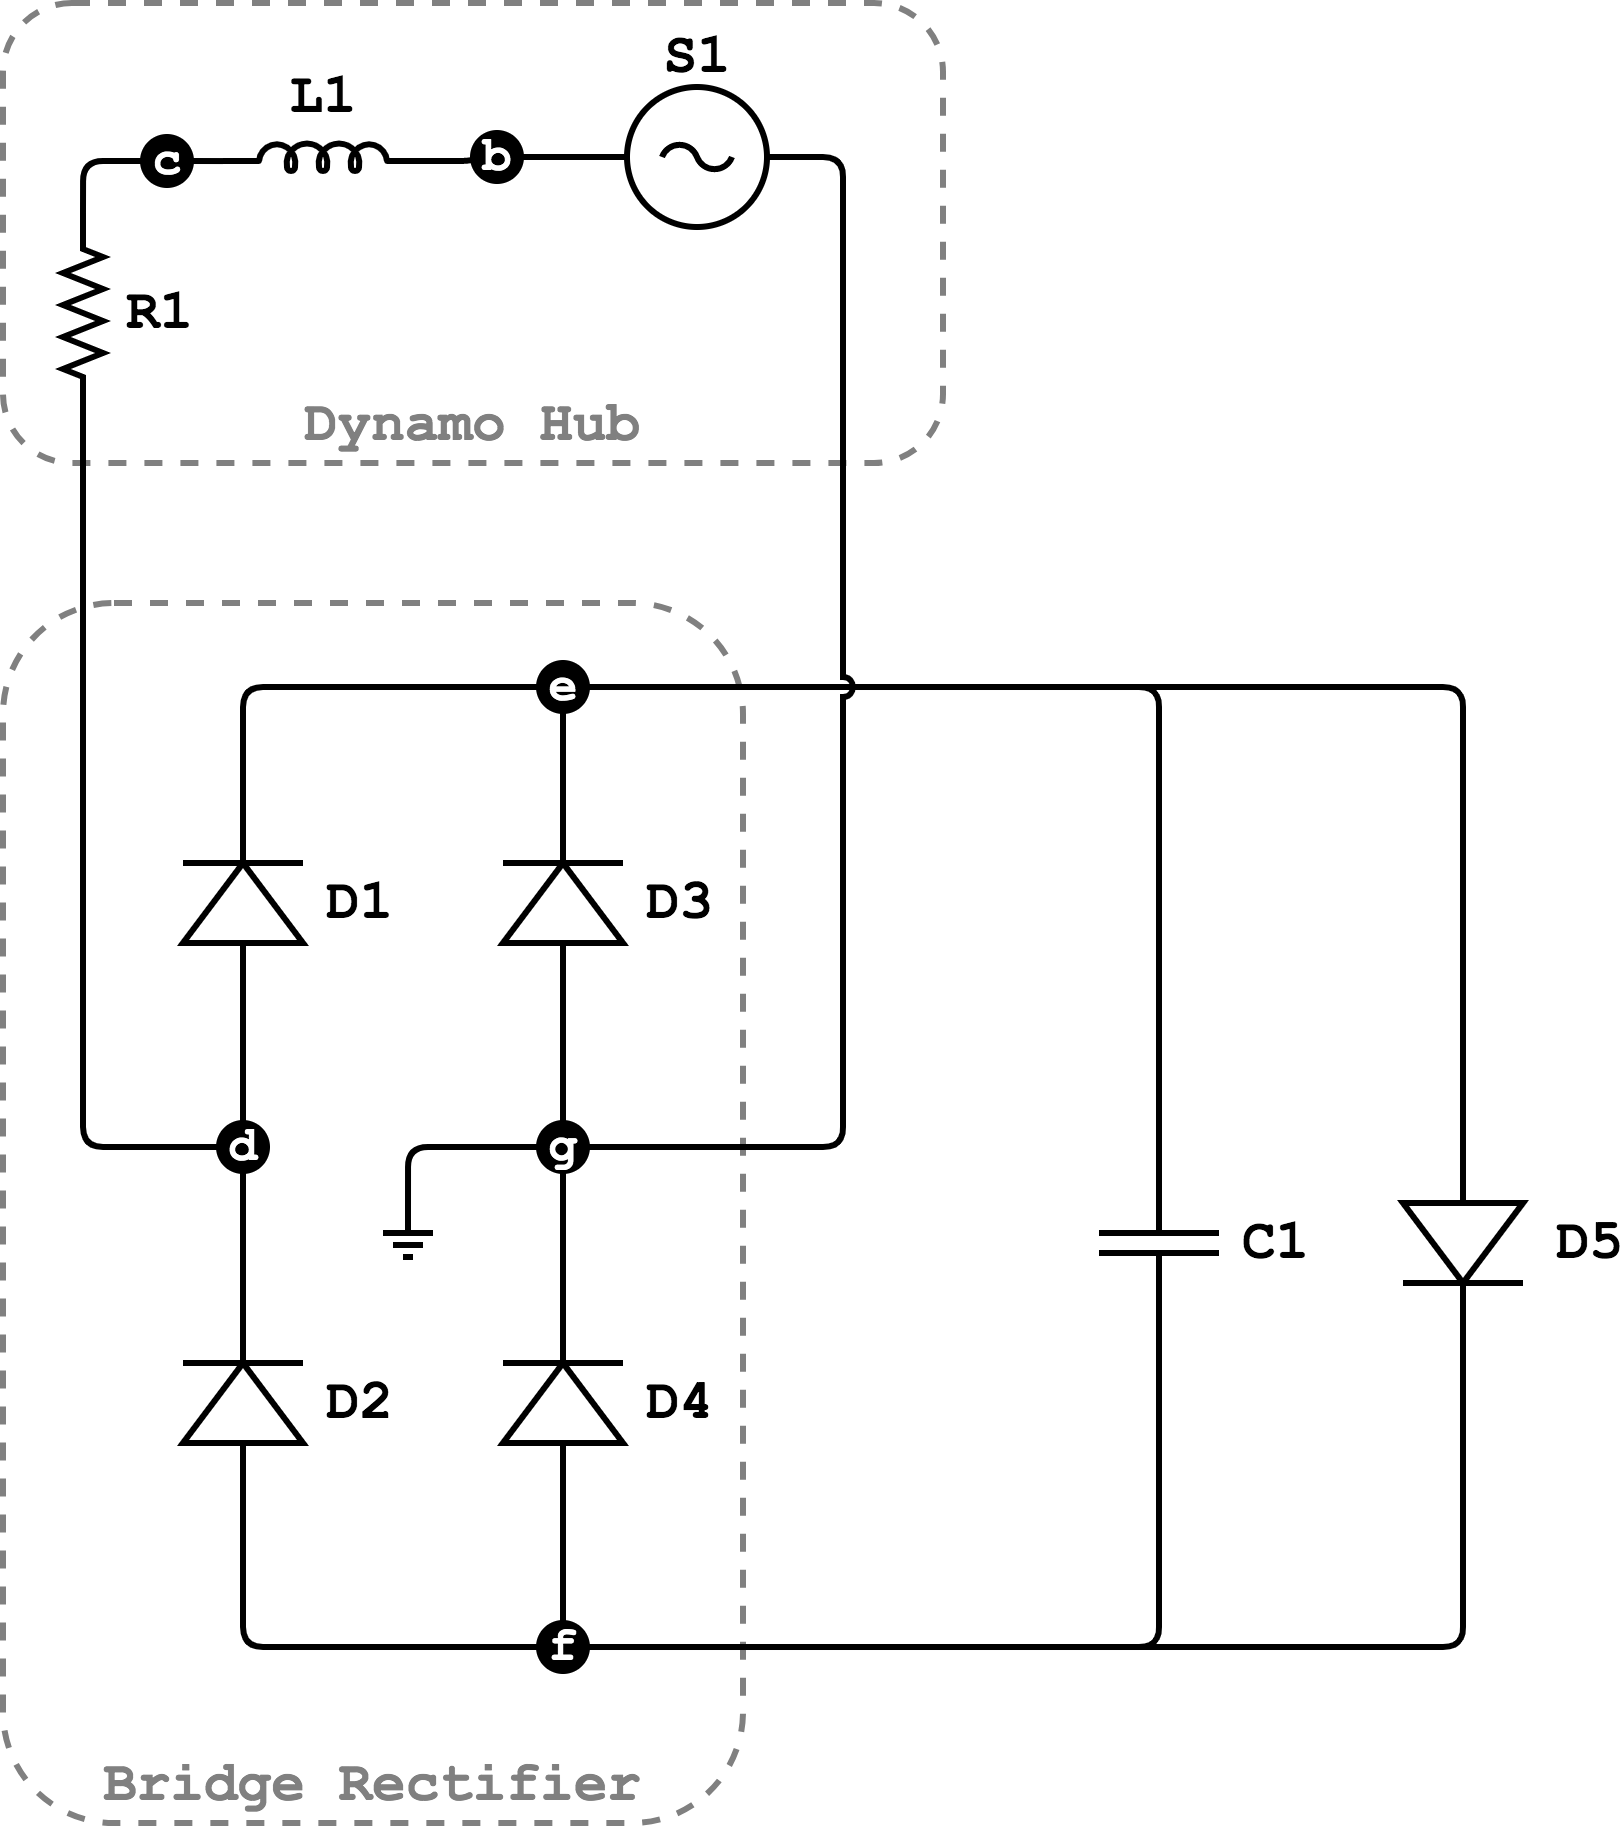 S1
L1
c
b
R1
Dynamo Hub
e
D1
D3
d
g
C1
D5
D2
D4
f
Bridge Rectifier